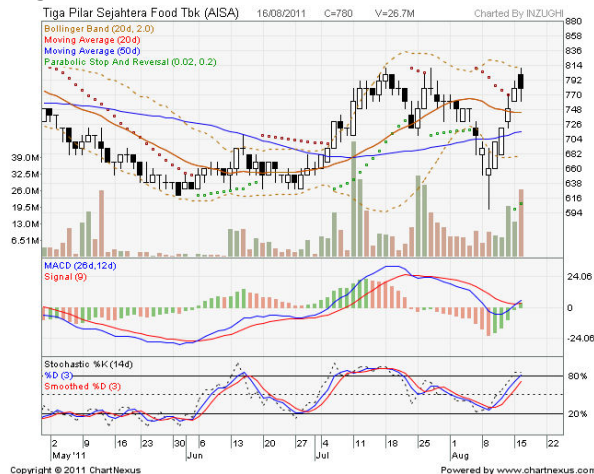 Tiga Pilar Sejahtera Food Tbk (AISA) 16/08/2011 C=780 V=26.7M Charted By INZUGHI
Bollinger Band (20d, 2.0)
Moving Average (20d)
Moving Average (50d)
Parabolic Stop And Reversal (0.02, 0.2)
880
858
836
814
792
770
748
726
704
682
660
638
616
594
39.0M
32.5M
26.0M
19.5M
13.0M
6.51M
MACD (26d,12d)
Signal (9)
24.06
0
-24.06
Stochastic %K (14d)
%D (3)
Smoothed %D (3)
80%
50%
20%
2 9 16 23 6 13 20 27 4 11 18 25 1 8 15 22
May '11 Jun Jul Aug
Copyright © 2011 ChartNexus Powered by www.chartnexus.com